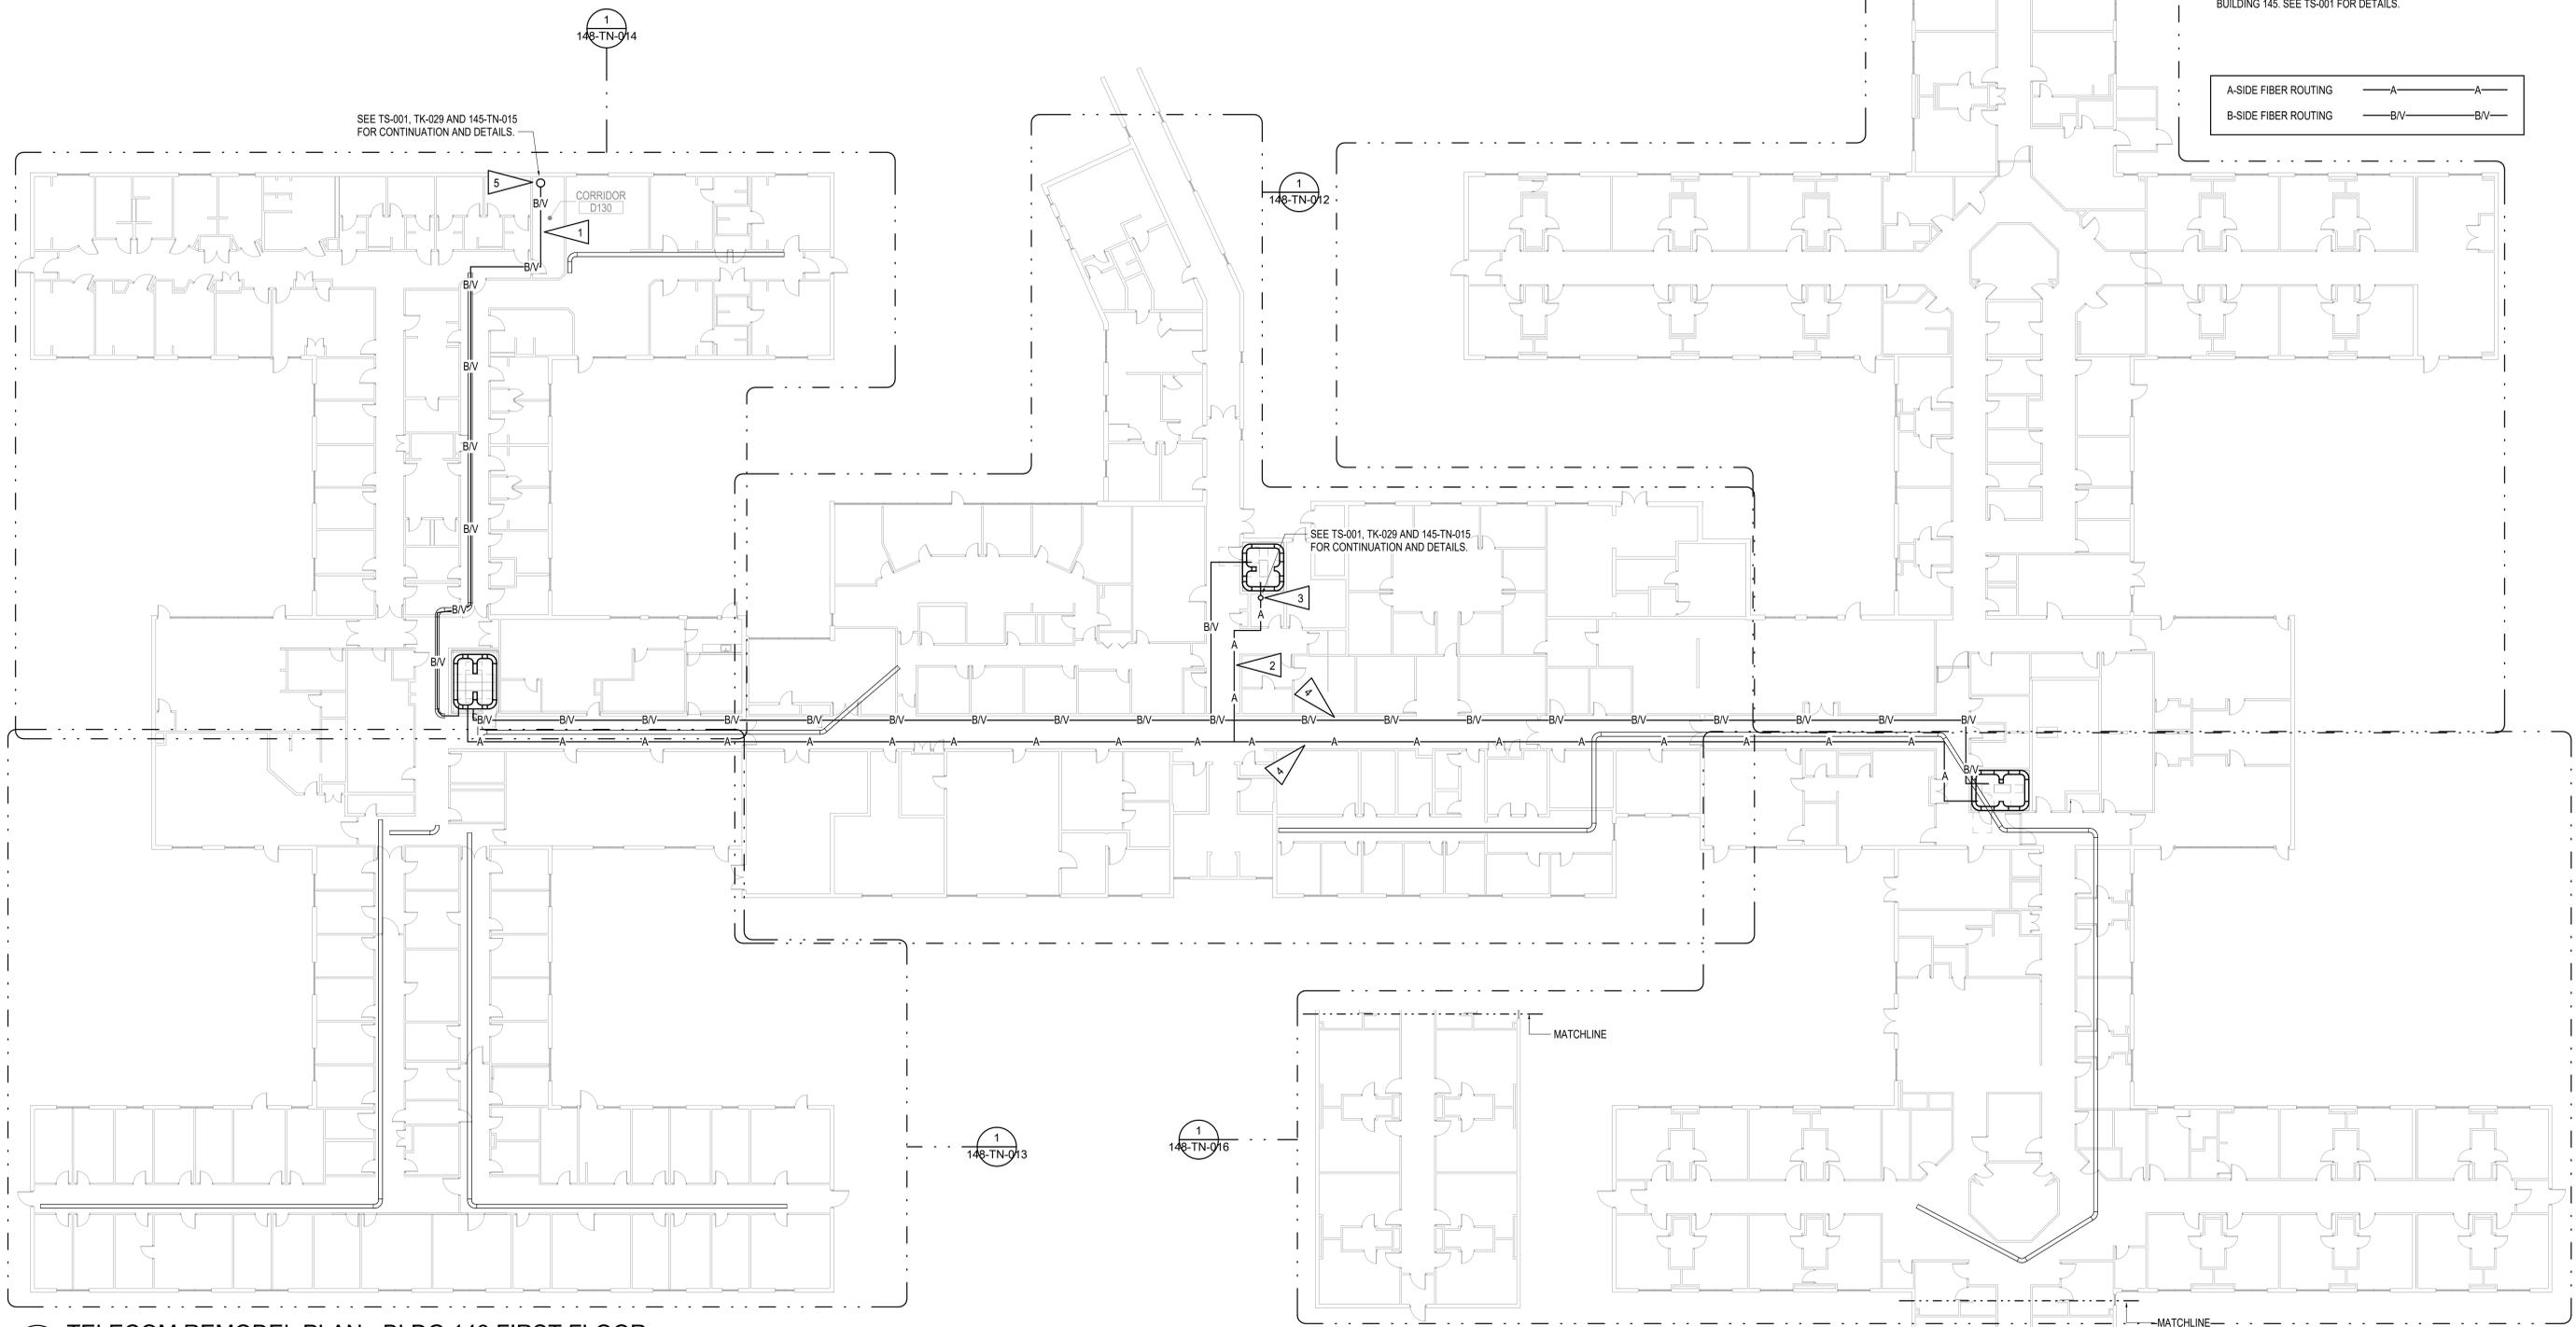 BUILDING 145. SEE TS-001 FOR DETAILS.
1
148-TN-014
A-SIDE FIBER ROUTING A A
B-SIDE FIBER ROUTING B/V B/V
SEE TS-001, TK-029 AND 145-TN-015
FOR CONTINUATION AND DETAILS.
5
B/V
CORRIDOR
D130
1
B/V
B/V
1
148-TN-012
B/V
B/V
B/V
SEE TS-001, TK-029 AND 145-TN-015
FOR CONTINUATION AND DETAILS.
3
B/V
A
B/V
A
2
B/V
A
4
B/V B/V B/V B/V B/V B/V B/V B/V B/V B/V B/V B/V B/V B/V B/V B/V B/V B/V B/V
A A A A A A A A A A A A A A A A A A
4
B/V
A
MATCHLINE
1
148-TN-013
1
148-TN-016
MATCHLINE